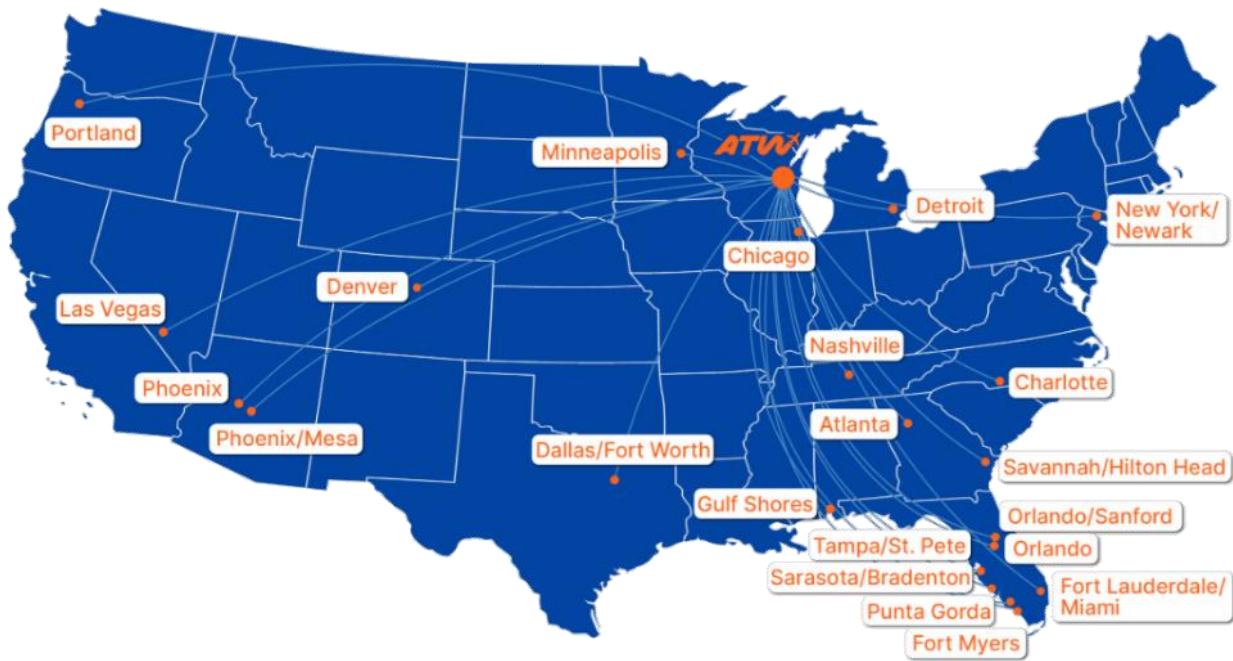 Portland
Minneapolis
ATW
Detroit
New York/
Newark
Chicago
Denver
Las Vegas
Nashville
Phoenix
Charlotte
Phoenix/Mesa
Atlanta
Dallas/Fort Worth
Savannah/Hilton Head
Gulf Shores
Orlando/Sanford
Tampa/St. Pete
Orlando
Sarasota/Bradenton
Fort Lauderdale/
Miami
Punta Gorda
Fort Myers